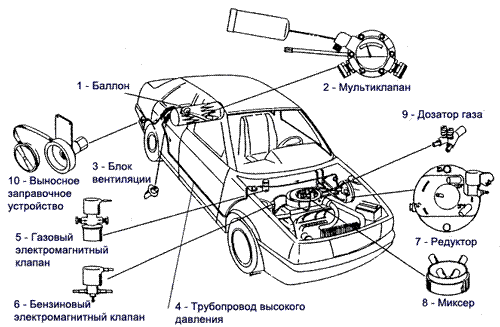 1 - Баллон
2 - Мультиклапан
9 - Дозатор газа
3 - Блок
вентиляции
10 - Выносное
заправочное
устройство
5 - Газовый
электромагнитный
клапан
7 - Редуктор
6 - Бензиновый
электромагнитный клапан
4 - Трубопровод высокого
давления
8 - Миксер